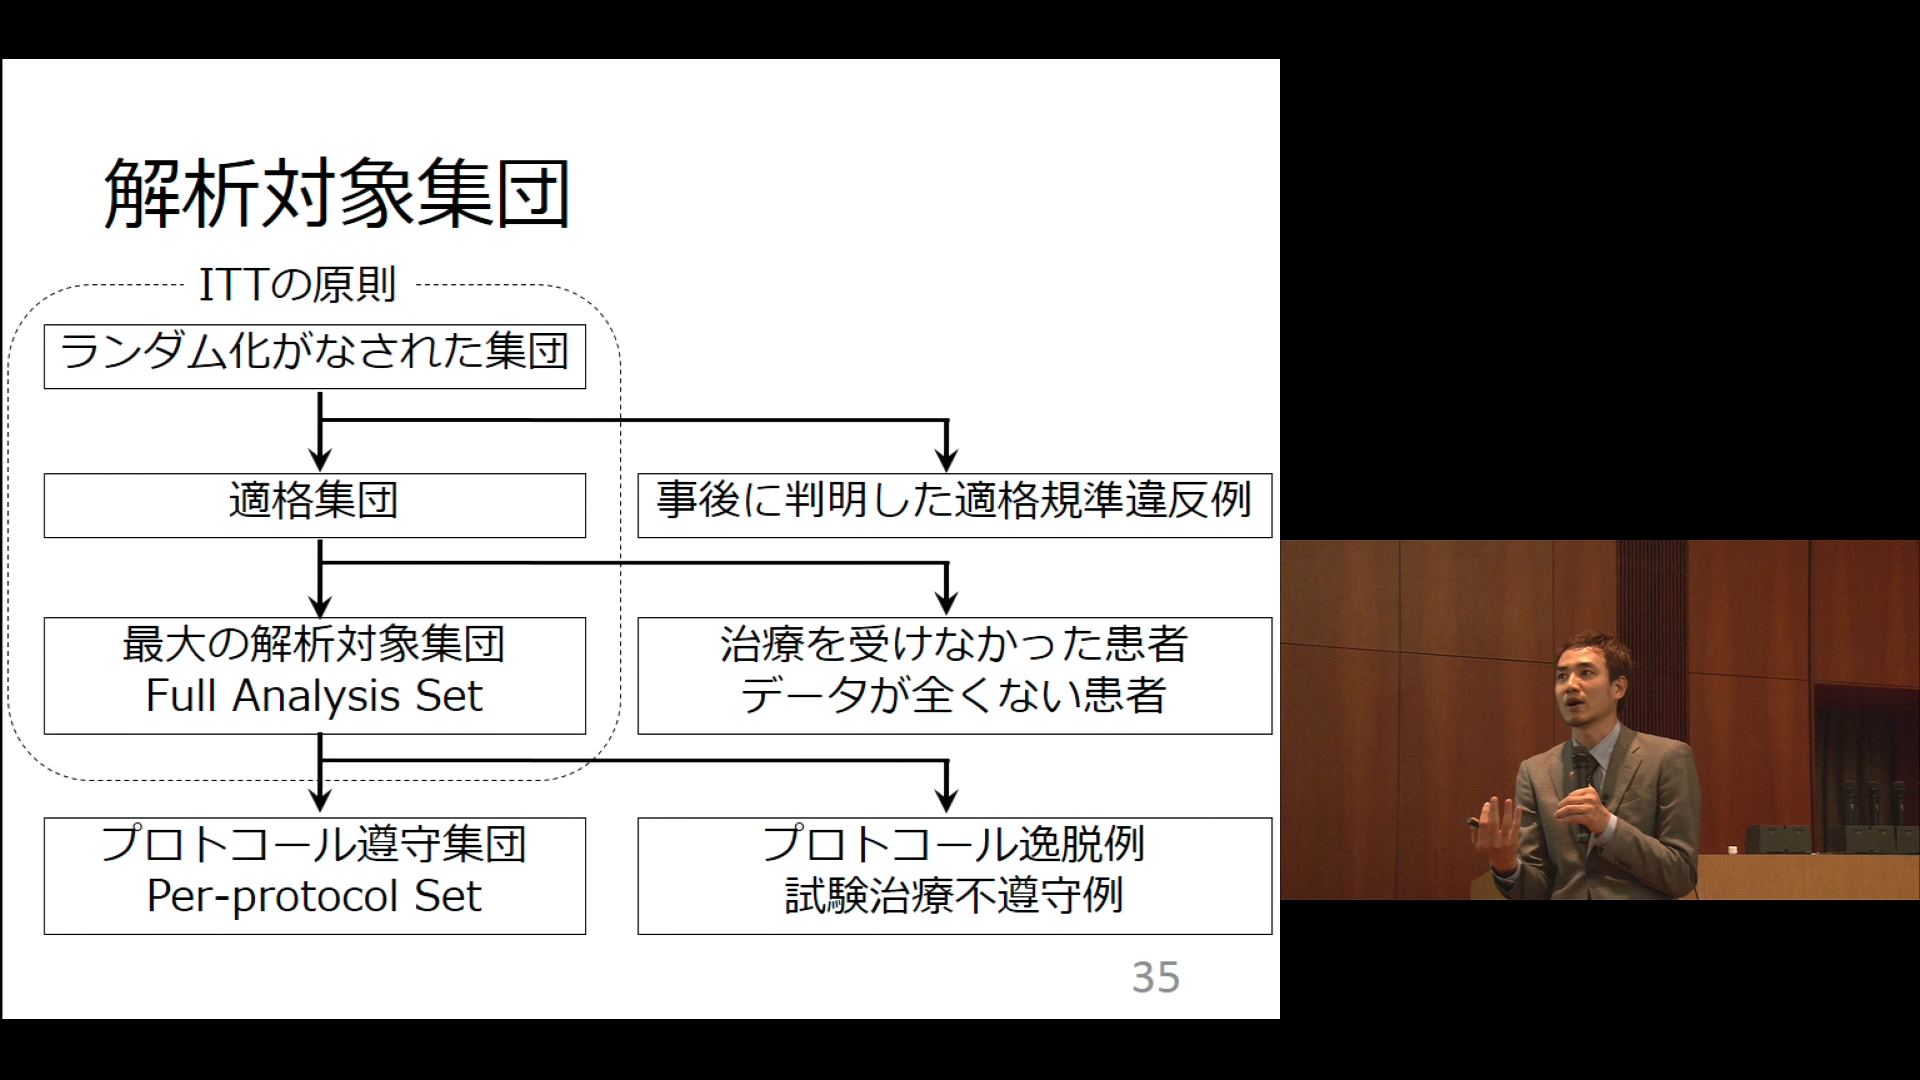 解析対象集団
ITTの原則
ランダム化がなされた集団
適格集団
事後に判明した適格規準違反例
最大の解析対象集団
Full Analysis Set
治療を受けなかった患者
データが全くない患者
プロトコール遵守集団
Per-protocol Set
プロトコール逸脱例
試験治療不遵守例
35